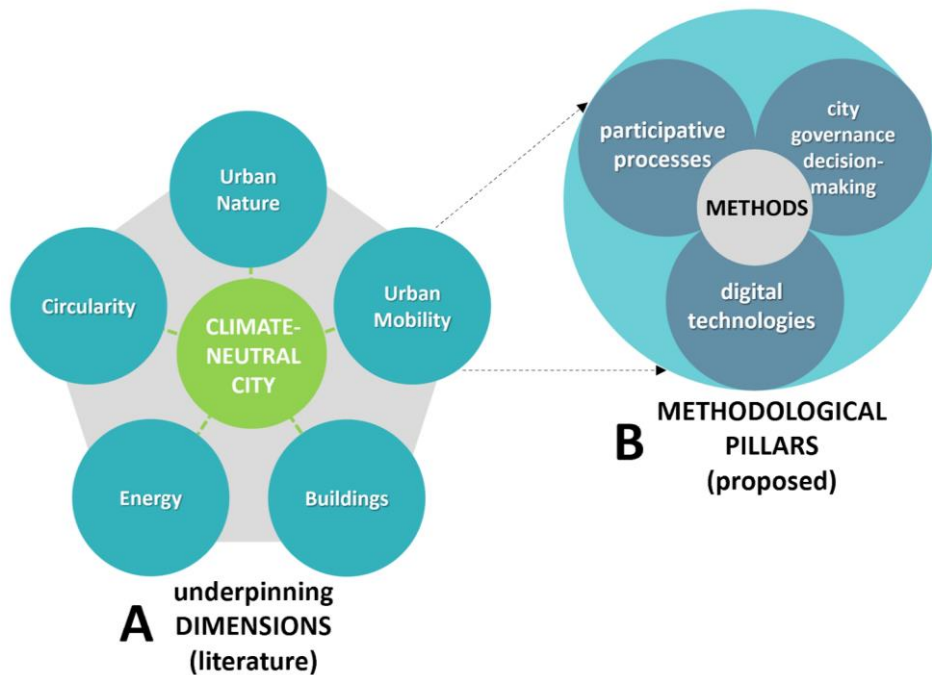 Urban
Nature
Circularity
Urban
Mobility
CLIMATE-
NEUTRAL
CITY
Energy
Buildings
A
underpinning
DIMENSIONS
(literature)
participative
processes
city
governance
decision-
making
METHODS
digital
technologies
B
METHODOLOGICAL
PILLARS
(proposed)